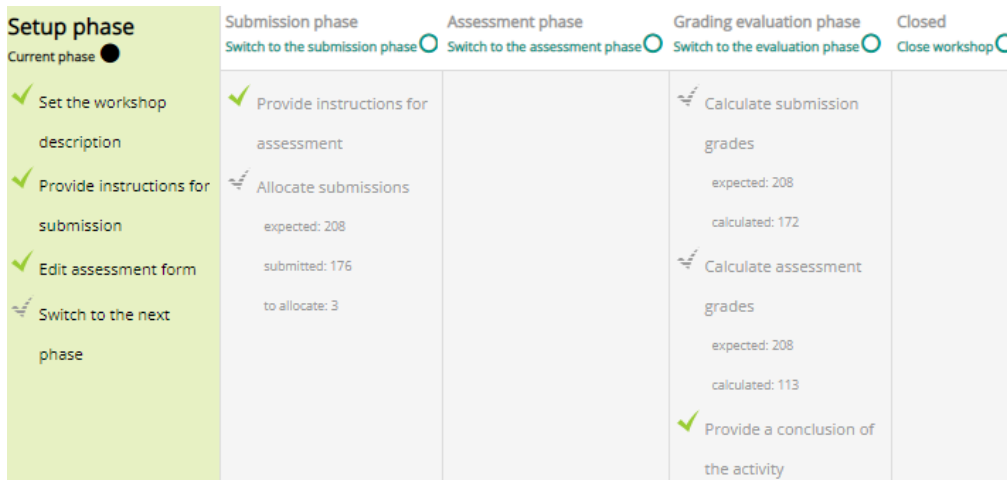 Setup phase
Current phase
Set the workshop
description
Provide instructions for
submission
Edit assessment form
Switch to the next
phase
Submission phase
Switch to the submission phase
Provide instructions for
assessment
Allocate submissions
expected: 208
submitted: 176
to allocate: 3
Assessment phase
Switch to the assessment phase
Grading evaluation phase
Switch to the evaluation phase
Calculate submission
grades
expected: 208
calculated: 172
Calculate assessment
grades
expected: 208
calculated: 113
Provide a conclusion of
the activity
Closed
Close workshop